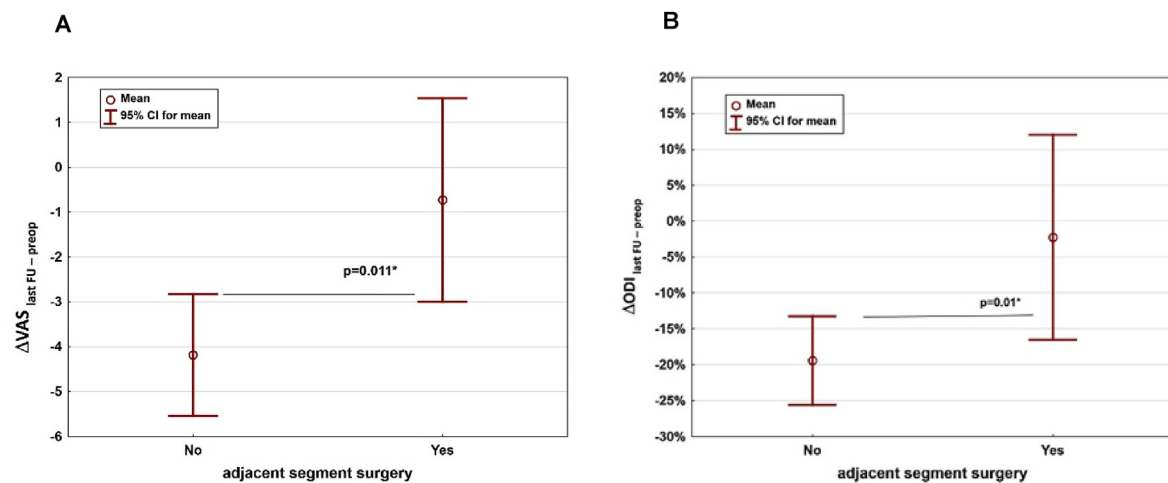 A
2
1
0
-1
-2
-3
-4
-5
-6
ΔVAS last FU – preop
Mean
95% CI for mean
p=0.011*
No
Yes
adjacent segment surgery
B
20%
15%
10%
5%
0%
-5%
-10%
-15%
-20%
-25%
-30%
ΔODI last FU – preop
Mean
95% CI for mean
p=0.01*
No
Yes
adjacent segment surgery